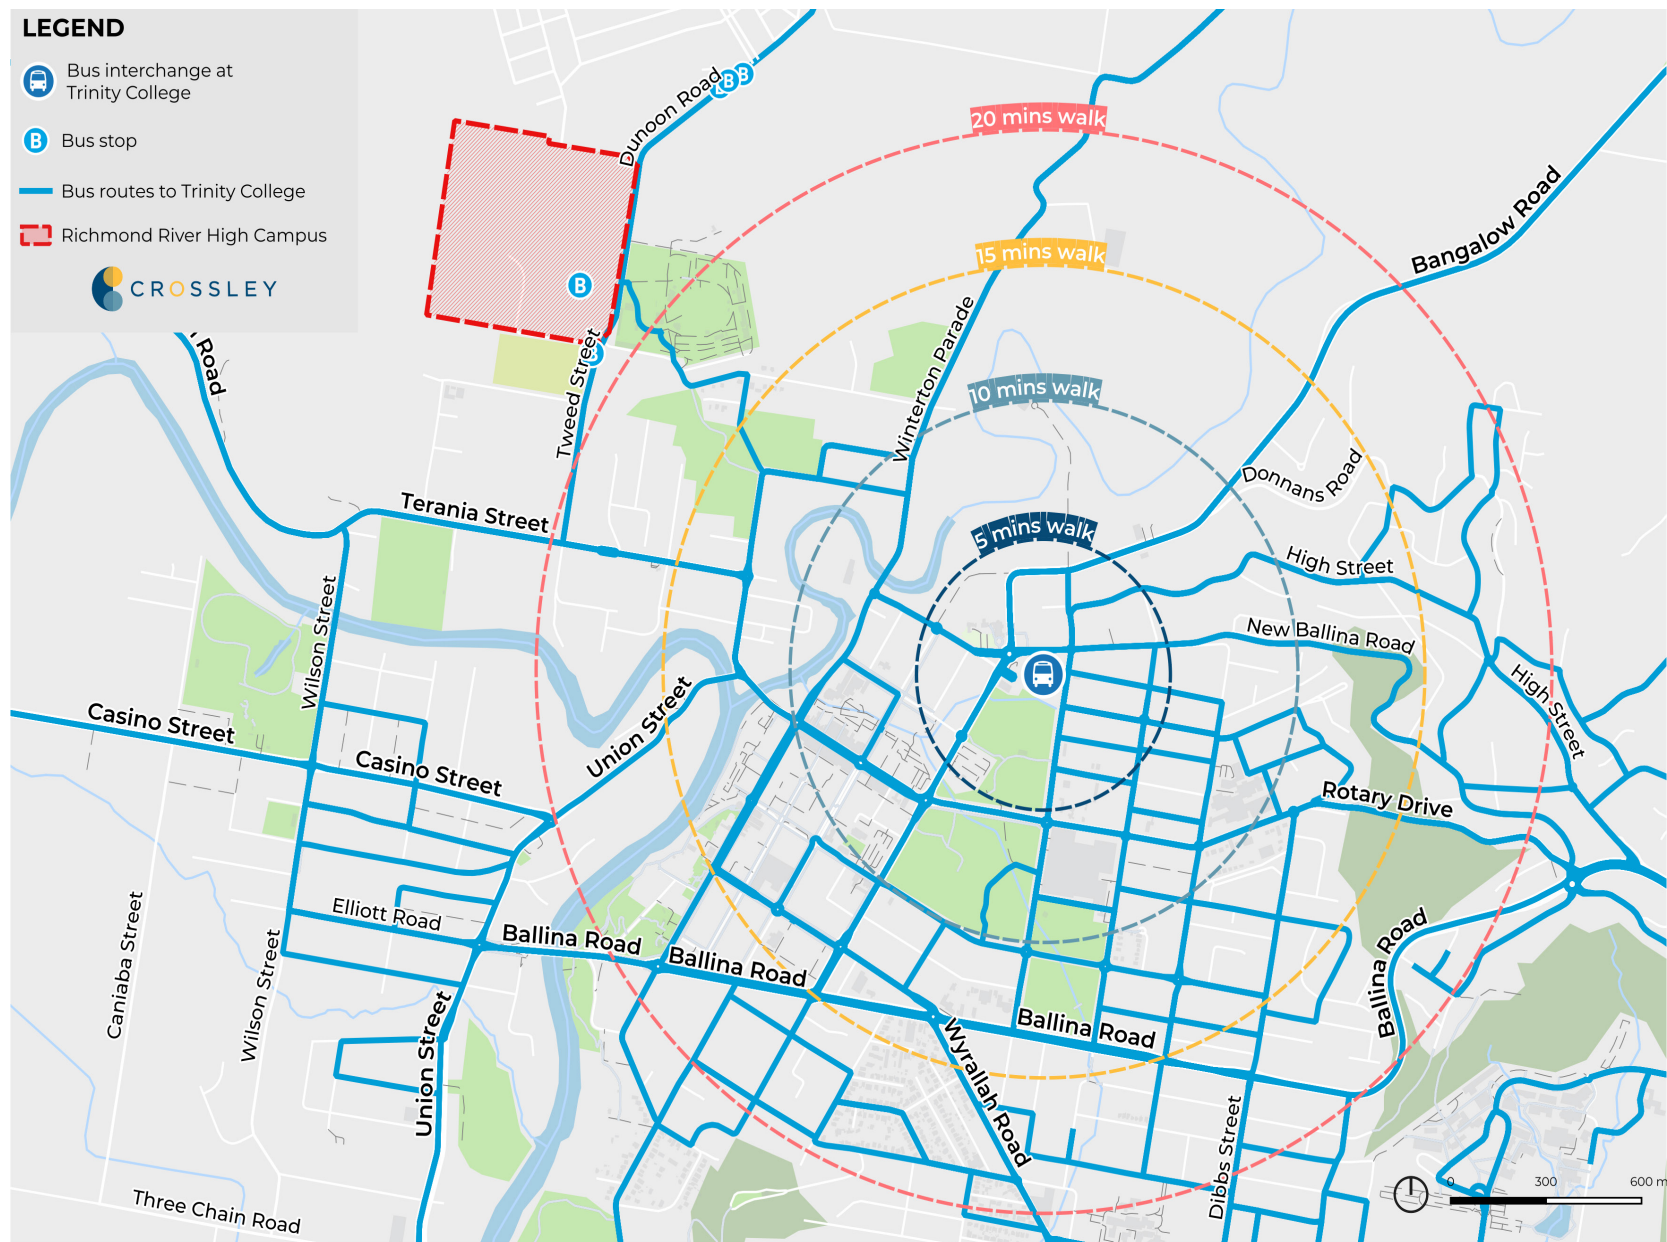 LEGEND
Bus interchange at
Trinity College
B
Bus stop
Bus routes to Trinity College
Richmond River High Campus
CROSSLEY
Dunoon Road
B
B
20 mins walk
15 mins walk
10 mins walk
5 mins walk
Bangalow Road
B
Road
Tweed Street
Winterton Parade
Donnans Road
Terania Street
High Street
New Ballina Road
Wilson Street
High Street
Union Street
Casino Street
Casino Street
Rotary Drive
Elliott Road
Ballina Road
Ballina Road
Ballina Road
Ballina Road
Caniaba Street
Wilson Street
Union Street
Wyrallah Road
Dibbs Street
Three Chain Road
0 300 600 m